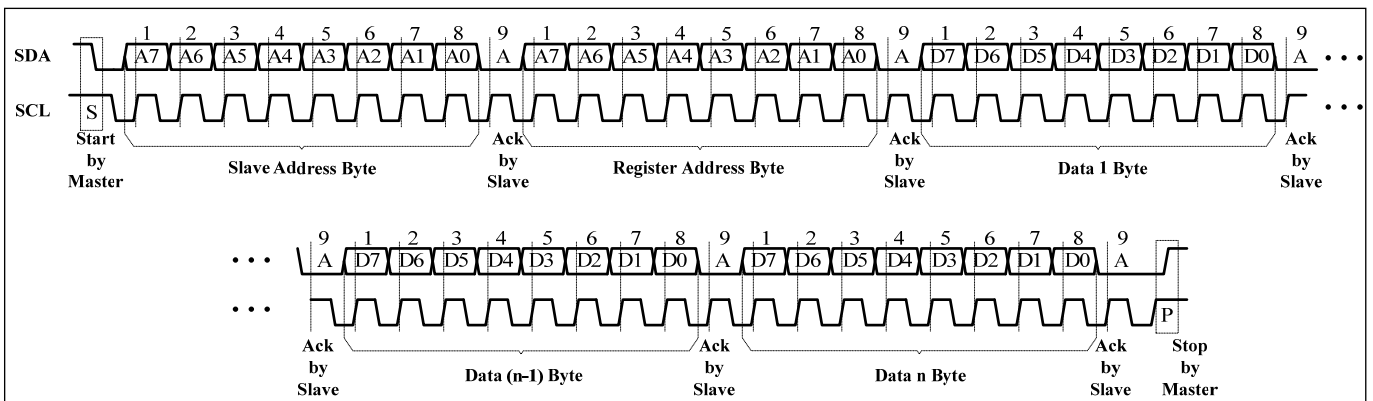 1 2 3 4 5 6 7 8 9 1 2 3 4 5 6 7 8 9 1 2 3 4 5 6 7 8 9
SDA A7 A6 A5 A4 A3 A2 A1 A0 A A7 A6 A5 A4 A3 A2 A1 A0 A D7 D6 D5 D4 D3 D2 D1 D0 A • • •
SCL S • • •
Start by Master
Slave Address Byte
Ack by Slave
Register Address Byte
Ack by Slave
Data 1 Byte
Ack by Slave
9 1 2 3 4 5 6 7 8 9 1 2 3 4 5 6 7 8 9
• • • A D7 D6 D5 D4 D3 D2 D1 D0 A D7 D6 D5 D4 D3 D2 D1 D0 A
• • • P
Ack by Slave
Data (n-1) Byte
Ack by Slave
Data n Byte
Ack by Slave
Stop by Master